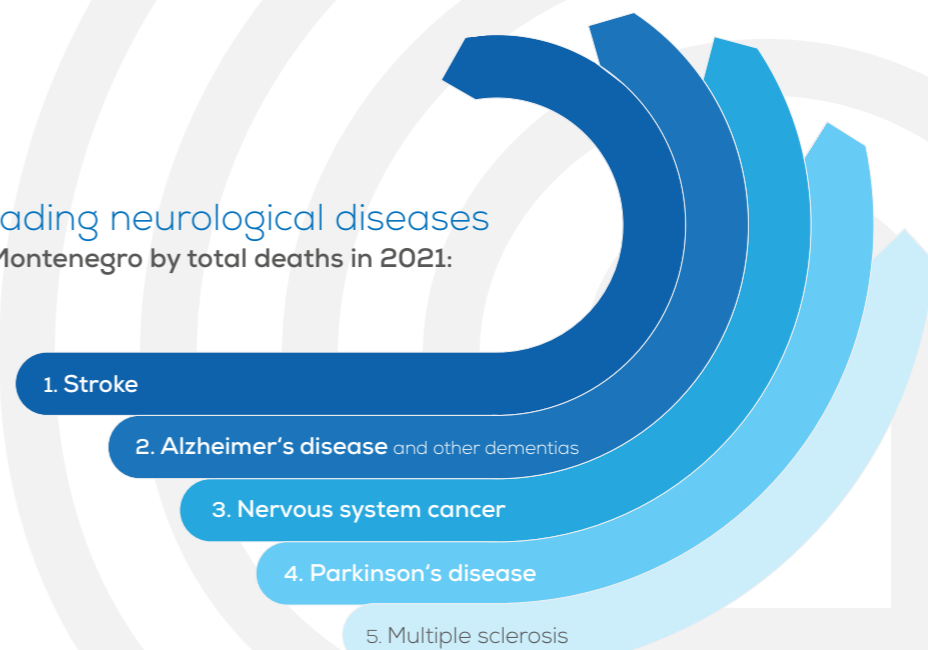 ading neurological diseases
Montenegro by total deaths in 2021:
1. Stroke
2. Alzheimer's disease and other dementias
3. Nervous system cancer
4. Parkinson's disease
5. Multiple sclerosis